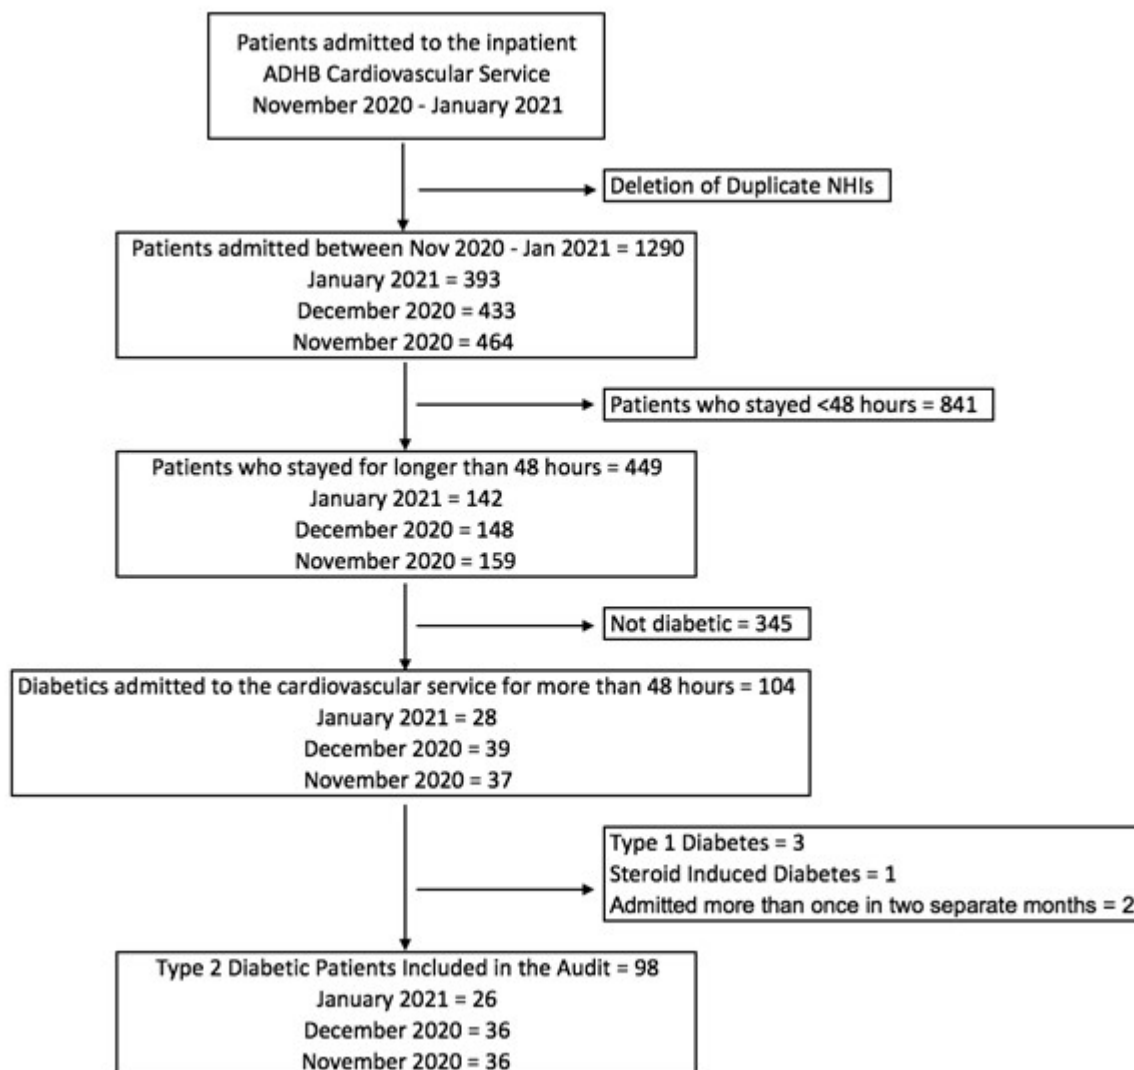 Patients admitted to the inpatient
ADHB Cardiovascular Service
November 2020 - January 2021
Deletion of Duplicate NHIs
Patients admitted between Nov 2020 - Jan 2021 = 1290
January 2021 = 393
December 2020 = 433
November 2020 = 464
Patients who stayed <48 hours = 841
Patients who stayed for longer than 48 hours = 449
January 2021 = 142
December 2020 = 148
November 2020 = 159
Not diabetic = 345
Diabetics admitted to the cardiovascular service for more than 48 hours = 104
January 2021 = 28
December 2020 = 39
November 2020 = 37
Type 1 Diabetes = 3
Steroid Induced Diabetes = 1
Admitted more than once in two separate months = 2
Type 2 Diabetic Patients Included in the Audit = 98
January 2021 = 26
December 2020 = 36
November 2020 = 36